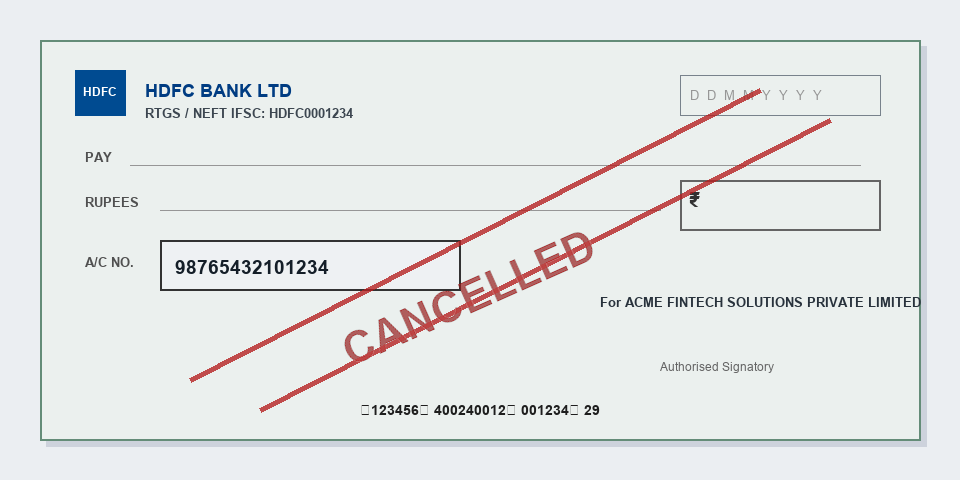 HDFC
HDFC BANK LTD
RTGS / NEFT IFSC: HDFC0001234
D D M M Y Y Y Y
PAY
RUPEES
₹
A/C NO.
98765432101234
CANCELLED
For ACME FINTECH SOLUTIONS PRIVATE LIMITED
Authorised Signatory
□123456□ 400240012□ 001234□ 29